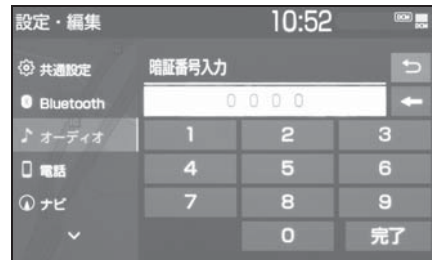 設定・編集 10:52 DCM
共通設定
暗証番号入力
Bluetooth
0 0 0 0
オーディオ
1 2 3
電話
4 5 6
ナビ
7 8 9
0 完了